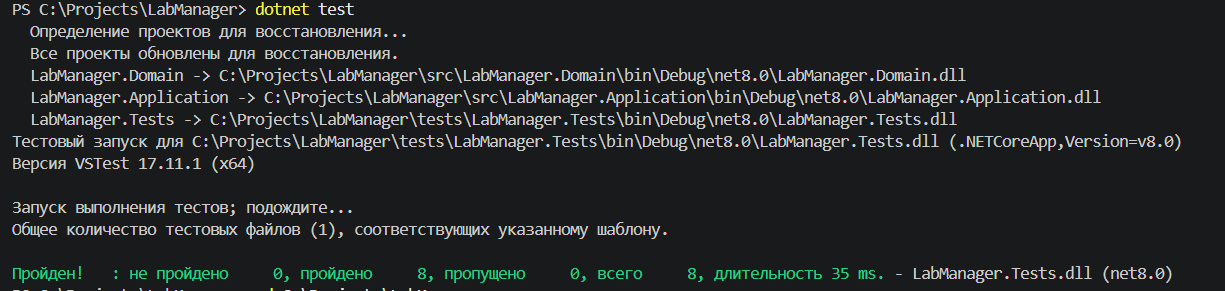 PS C:\Projects\LabManager> dotnet test
Определение проектов для восстановления...
Все проекты обновлены для восстановления.
LabManager.Domain -> C:\Projects\LabManager\src\LabManager.Domain\bin\Debug\net8.0\LabManager.Domain.dll
LabManager.Application -> C:\Projects\LabManager\src\LabManager.Application\bin\Debug\net8.0\LabManager.Application.dll
LabManager.Tests -> C:\Projects\LabManager\tests\LabManager.Tests\bin\Debug\net8.0\LabManager.Tests.dll
Тестовый запуск для C:\Projects\LabManager\tests\LabManager.Tests\bin\Debug\net8.0\LabManager.Tests.dll (.NETCoreApp,Version=v8.0)
Версия VSTest 17.11.1 (x64)
Запуск выполнения тестов; подождите...
Общее количество тестовых файлов (1), соответствующих указанному шаблону.
Пройден!   : не пройдено     0, пройдено     8, пропущено     0, всего     8, длительность 35 ms. - LabManager.Tests.dll (net8.0)